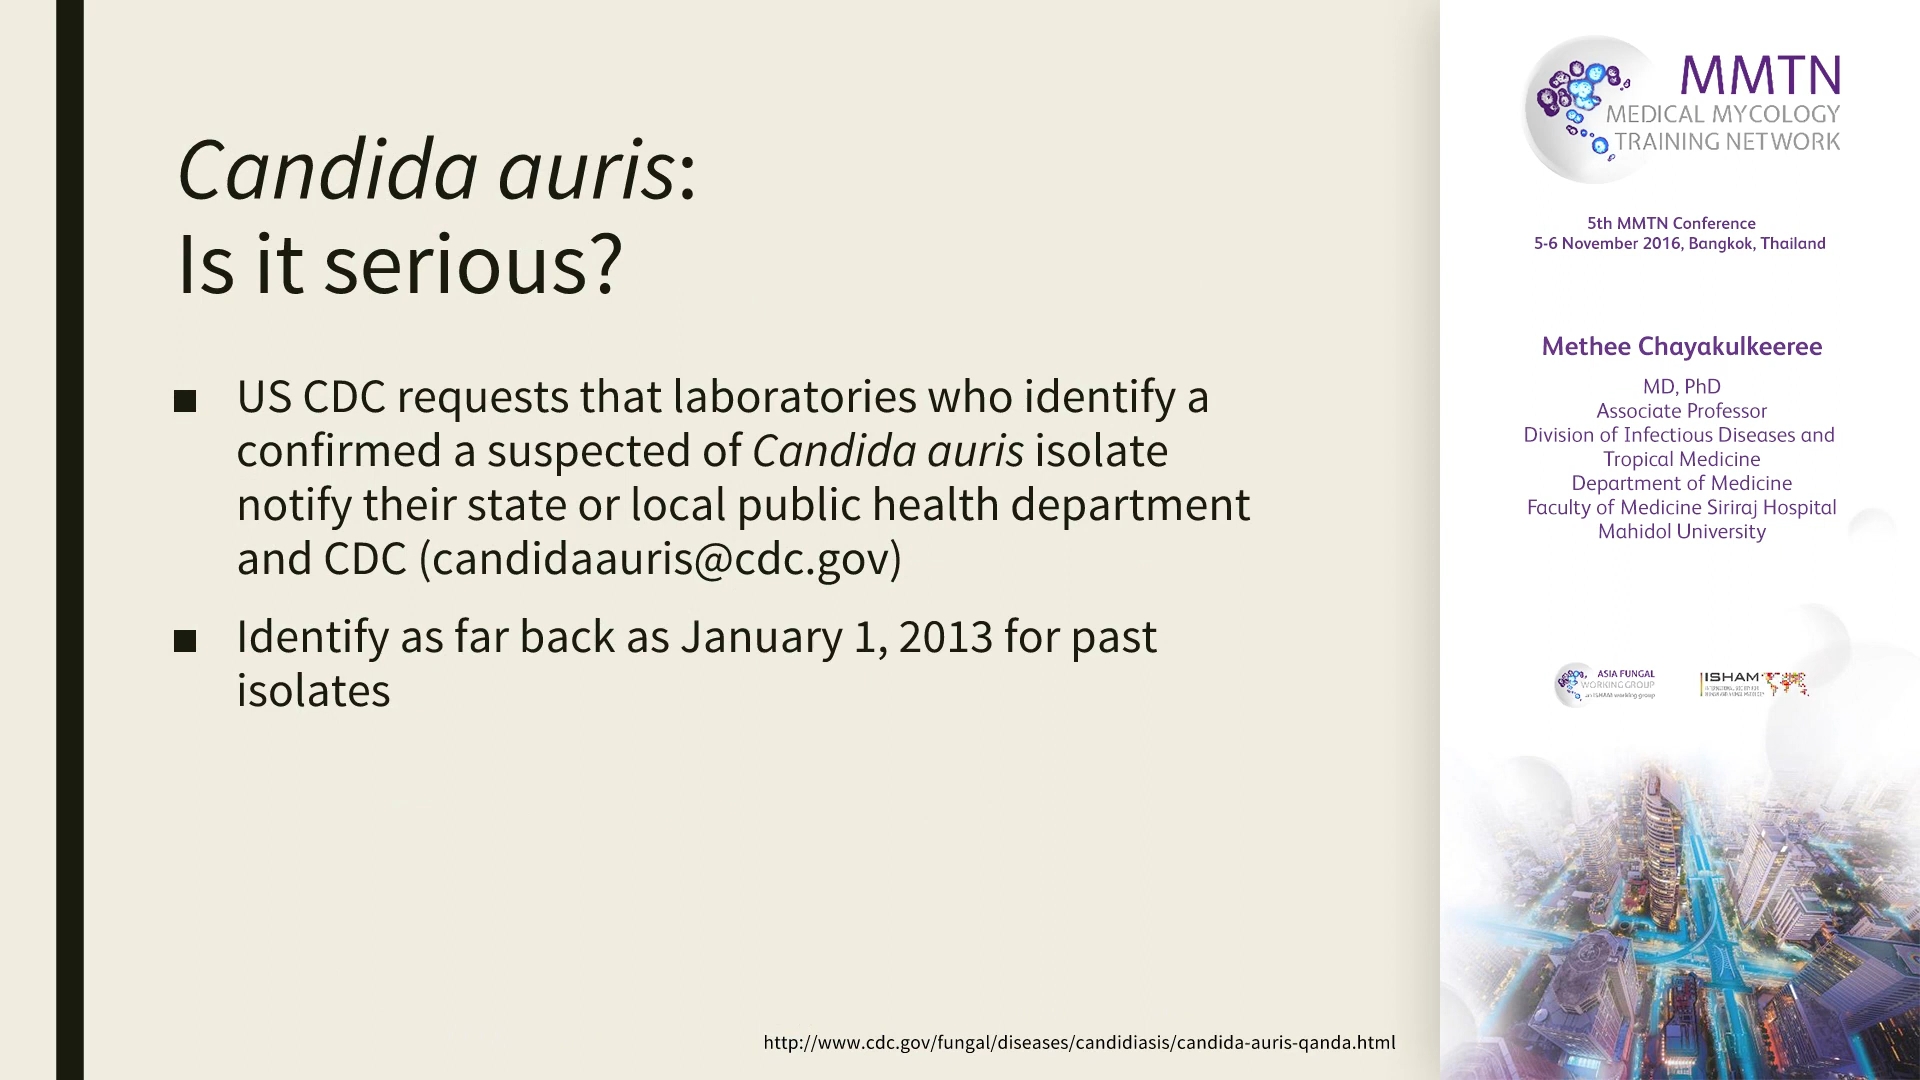 Candida auris:
Is it serious?
■ US CDC requests that laboratories who identify a
confirmed a suspected of Candida auris isolate
notify their state or local public health department
and CDC (candidaauris@cdc.gov)
■ Identify as far back as January 1, 2013 for past
isolates
http://www.cdc.gov/fungal/diseases/candidiasis/candida-auris-qanda.html
MMTN
MEDICAL MYCOLOGY
TRAINING NETWORK
5th MMTN Conference
5-6 November 2016, Bangkok, Thailand
Methee Chayakulkeeree
MD, PhD
Associate Professor
Division of Infectious Diseases and
Tropical Medicine
Department of Medicine
Faculty of Medicine Siriraj Hospital
Mahidol University
ASIA FUNGAL
WORKING GROUP
an ISHAM working group
ISHAM